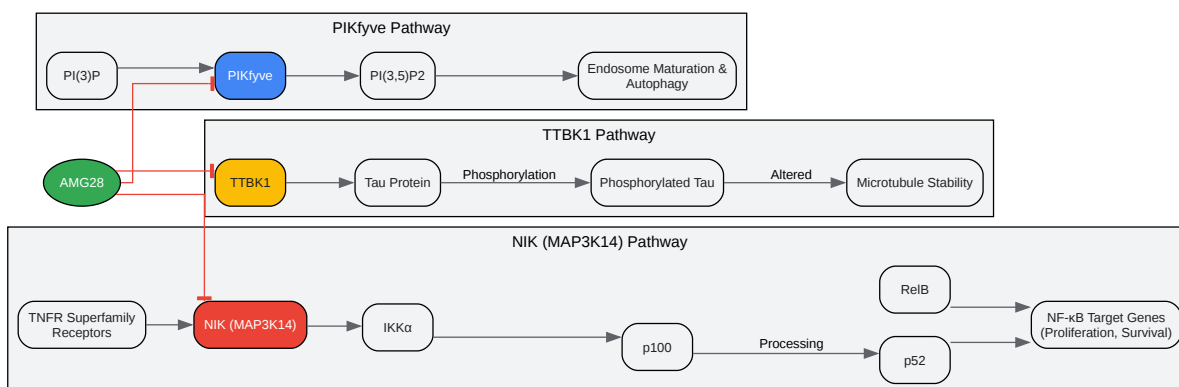 PIKfyve Pathway
PI(3)P
PIKfyve
PI(3,5)P2
Endosome Maturation &
Autophagy
TTBK1 Pathway
AMG28
TTBK1
Tau Protein
Phosphorylation
Phosphorylated Tau
Altered
Microtubule Stability
NIK (MAP3K14) Pathway
TNFR Superfamily
Receptors
NIK (MAP3K14)
IKKα
p100
Processing
RelB
p52
NF-κB Target Genes
(Proliferation, Survival)